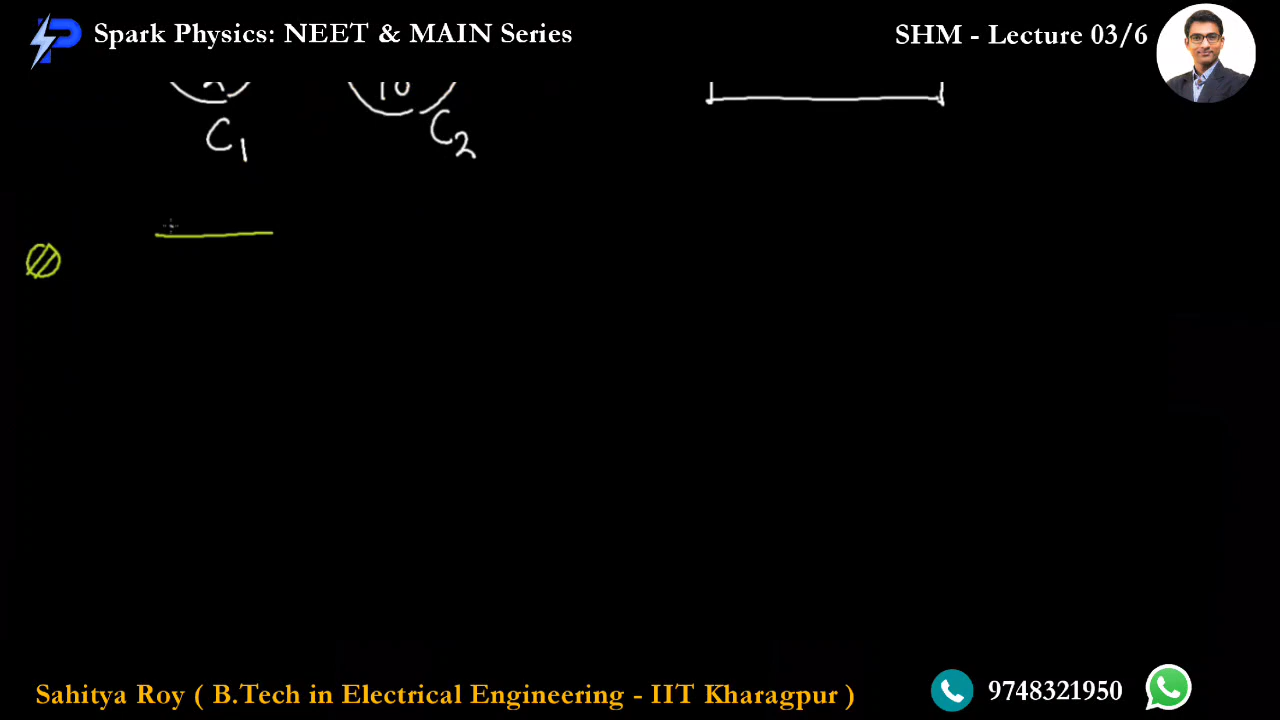 Spark Physics: NEET & MAIN Series
SHM - Lecture 03/6
10
C1
C2
Sahitya Roy ( B.Tech in Electrical Engineering - IIT Kharagpur )
9748321950